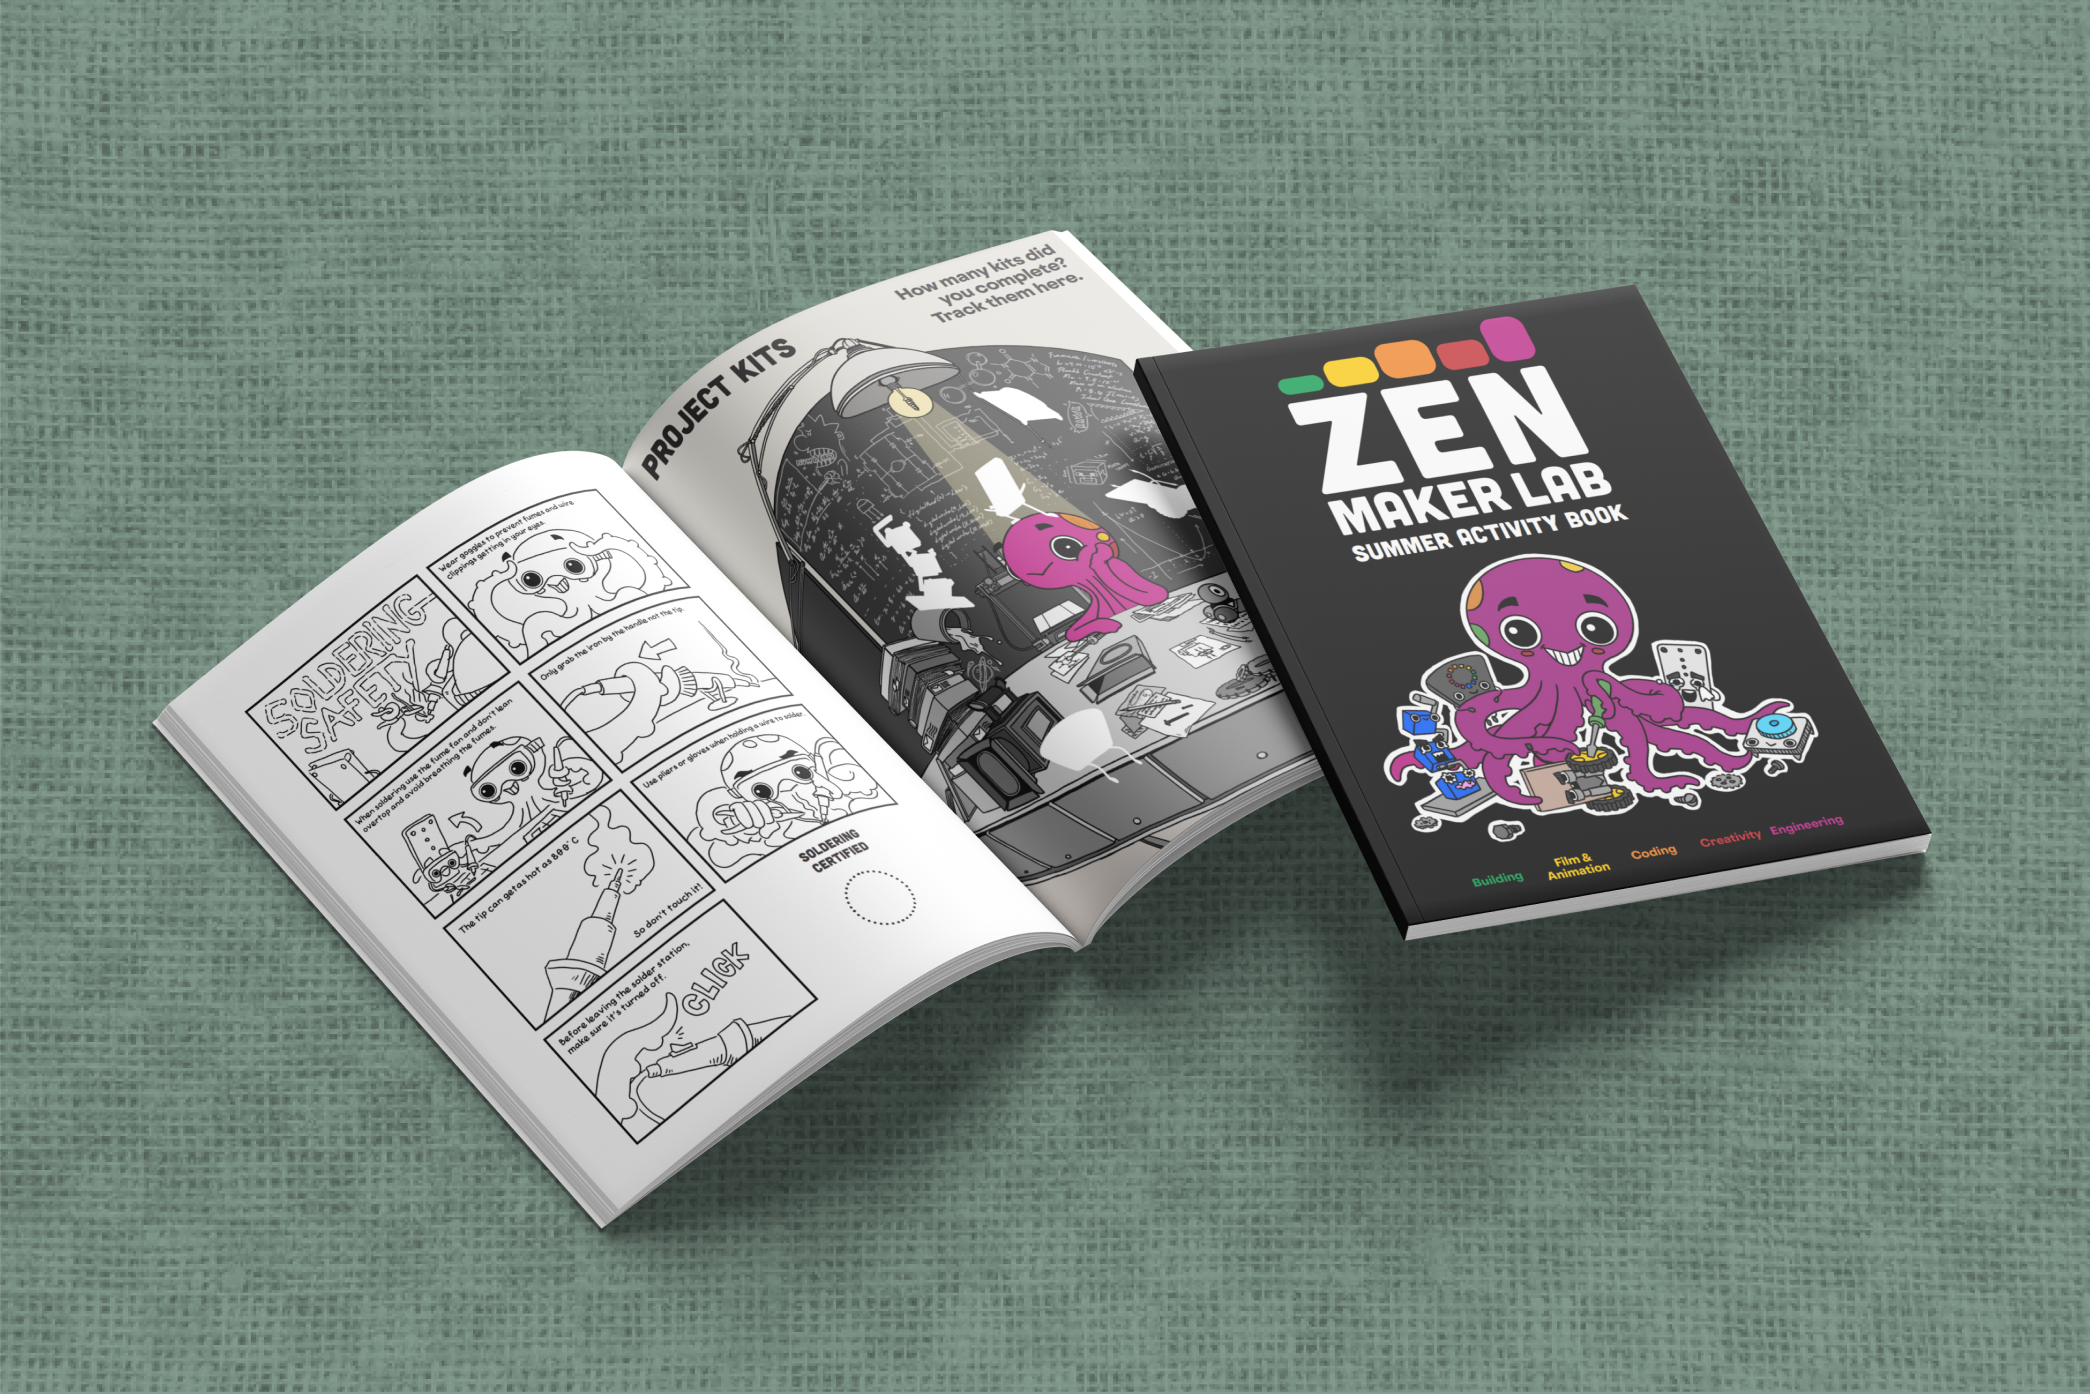 SOLDERING
SAFETY
Wear goggles to prevent fumes and wire
clippings getting in your eyes.
When soldering use the fume fan and don't lean
overtop and avoid breathing the fumes.
Only grab the iron by the handle not the tip.
The tip can get as hot as 800°C
So don't touch it!
Use pliers or gloves when holding a wire to solder.
Before leaving the solder station,
make sure it's turned off.
CLICK
SOLDERING
CERTIFIED
PROJECT KITS
How many kits did
you complete?
Track them here.
ZEN
MAKER LAB
SUMMER ACTIVITY BOOK
Building
Film &
Animation
Coding
Creativity
Engineering